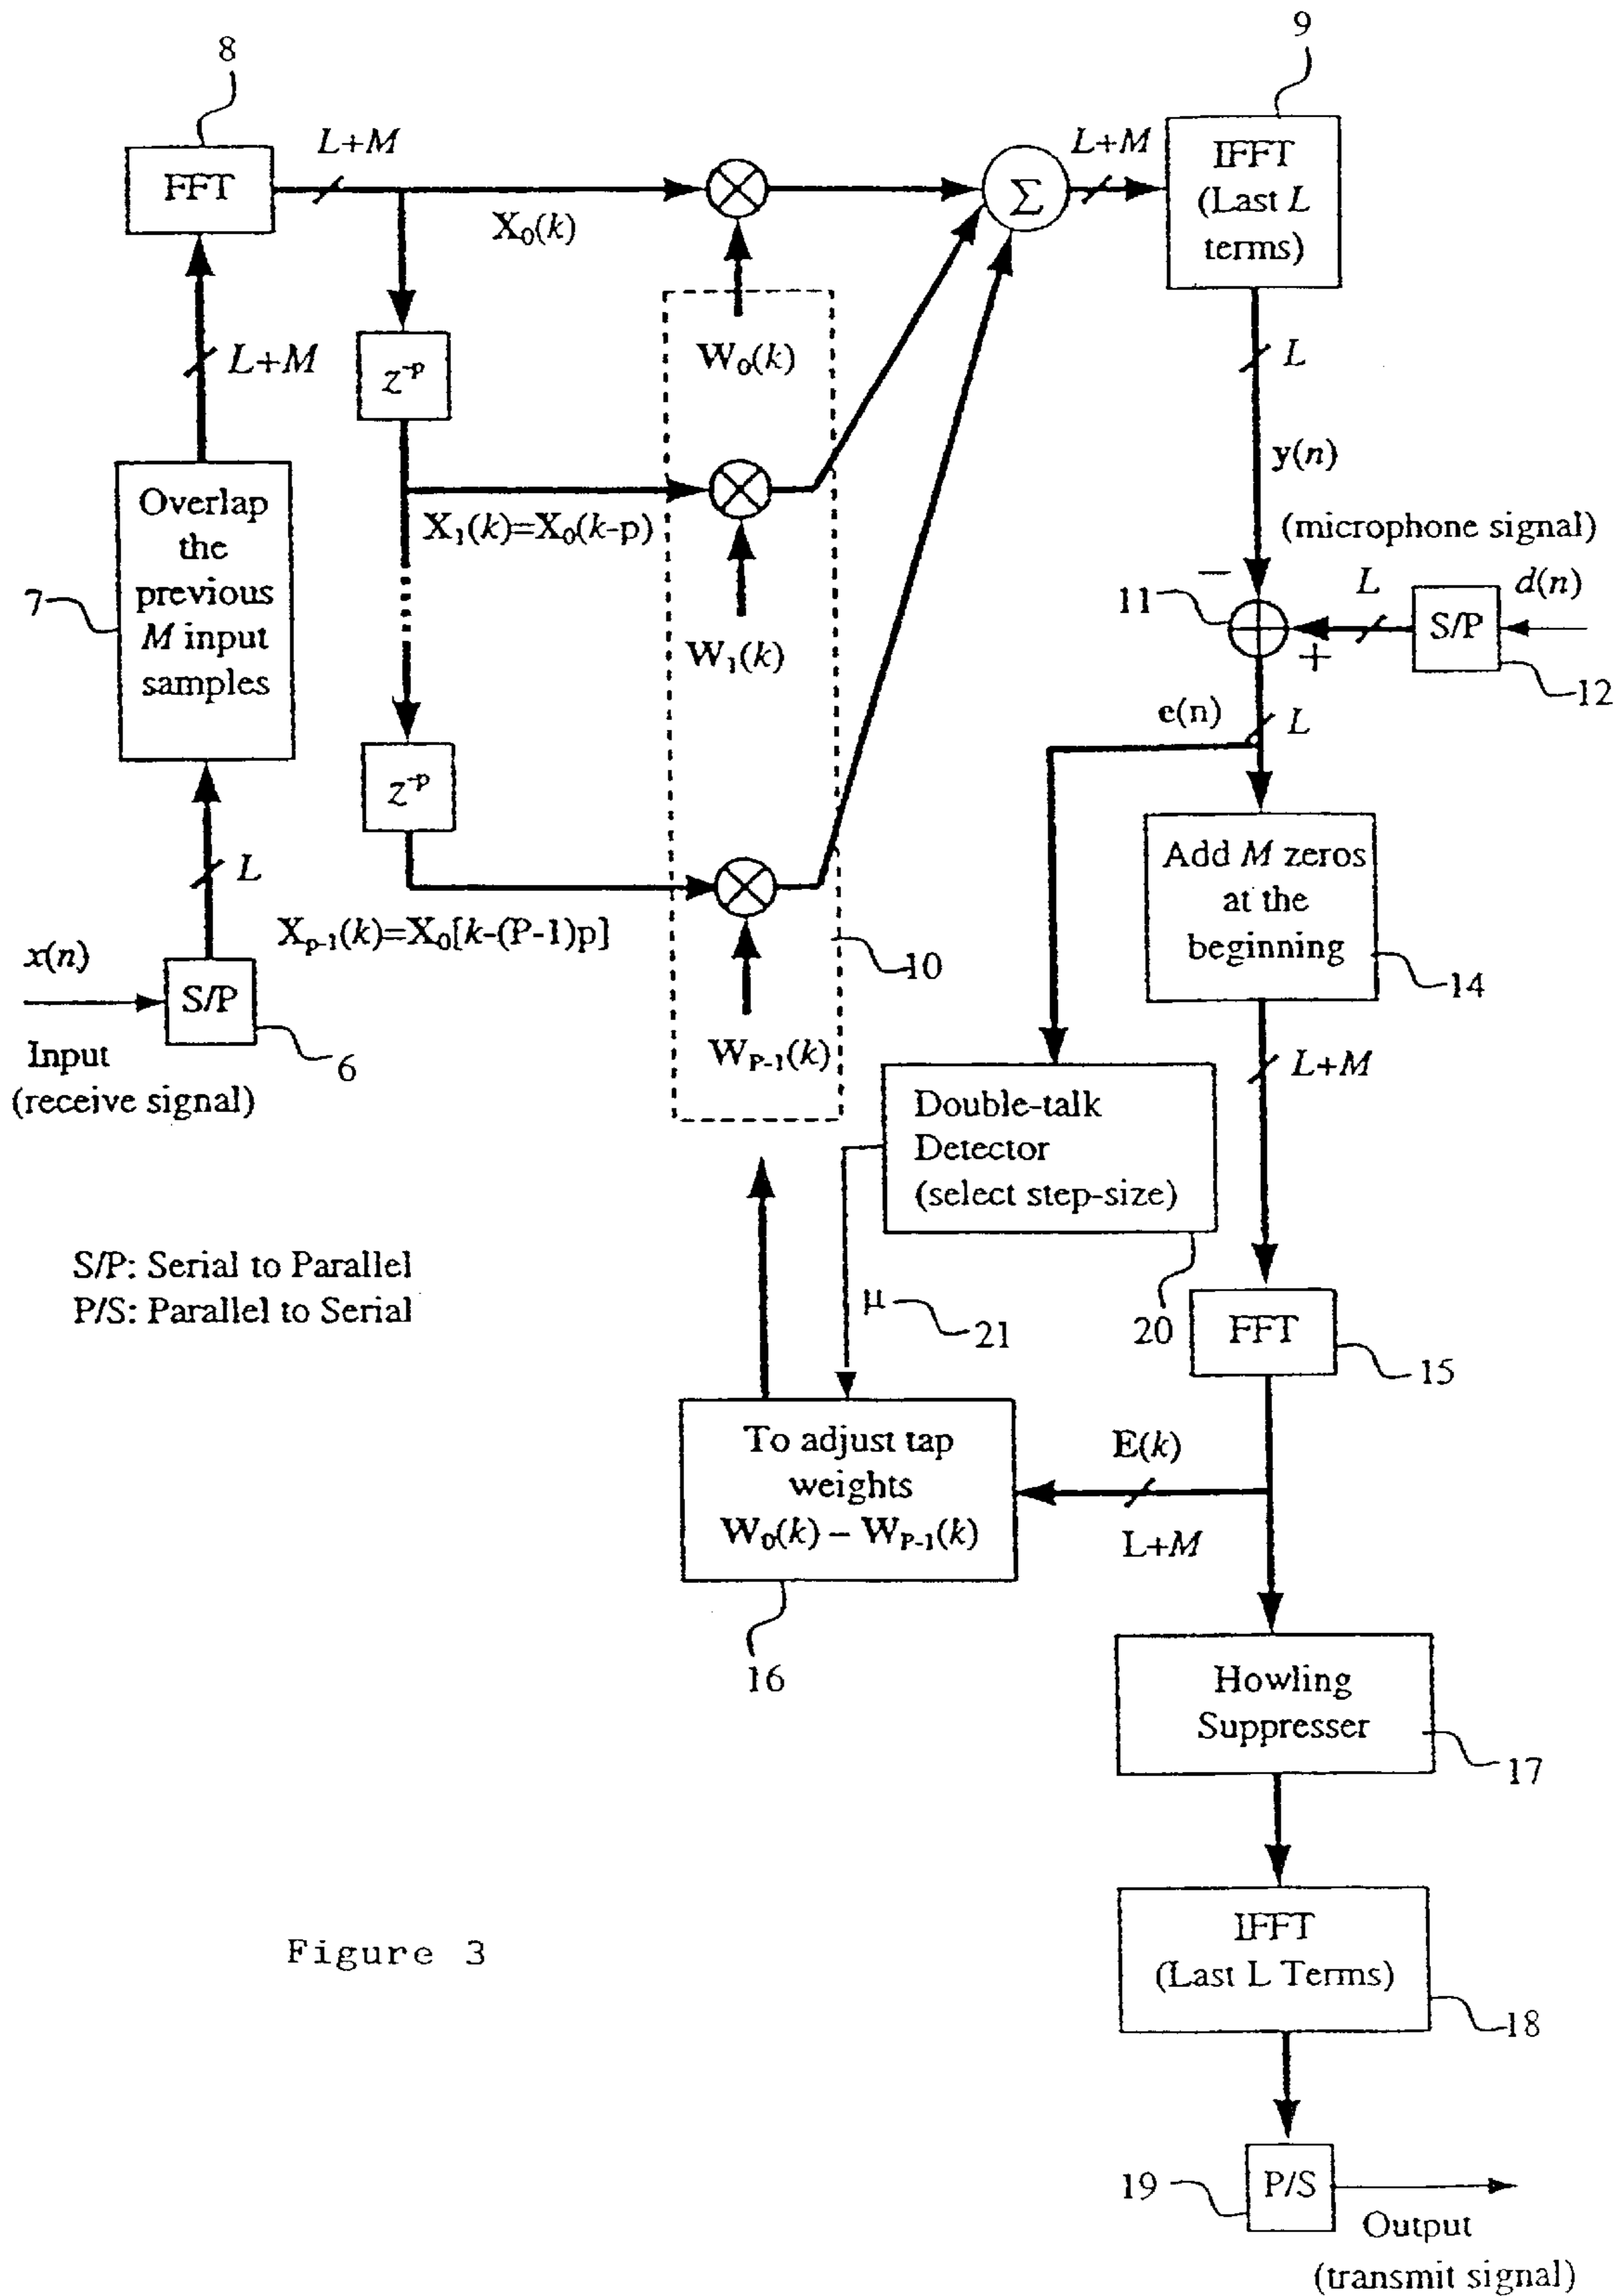 8
9
FFT
L+M
X₀(k)
Σ
L+M
IFFT
(Last L
terms)
L+M
z⁻ᵖ
W₀(k)
L
y(n)
7
Overlap
the
previous
M input
samples
X₁(k)=X₀(k-p)
W₁(k)
(microphone signal)
11
−
+
L
S/P
d(n)
12
e(n)
L
z⁻ᵖ
L
Add M zeros
at the
beginning
14
Xₚ₋₁(k)=X₀[k-(P-1)p]
10
x(n)
S/P
6
Input
(receive signal)
W_P-1(k)
L+M
Double-talk
Detector
(select step-size)
20
S/P: Serial to Parallel
P/S: Parallel to Serial
μ
21
FFT
15
To adjust tap
weights
W₀(k) – W_P-1(k)
16
E(k)
L+M
Howling
Suppresser
17
Figure 3
IFFT
(Last L Terms)
18
19
P/S
Output
(transmit signal)